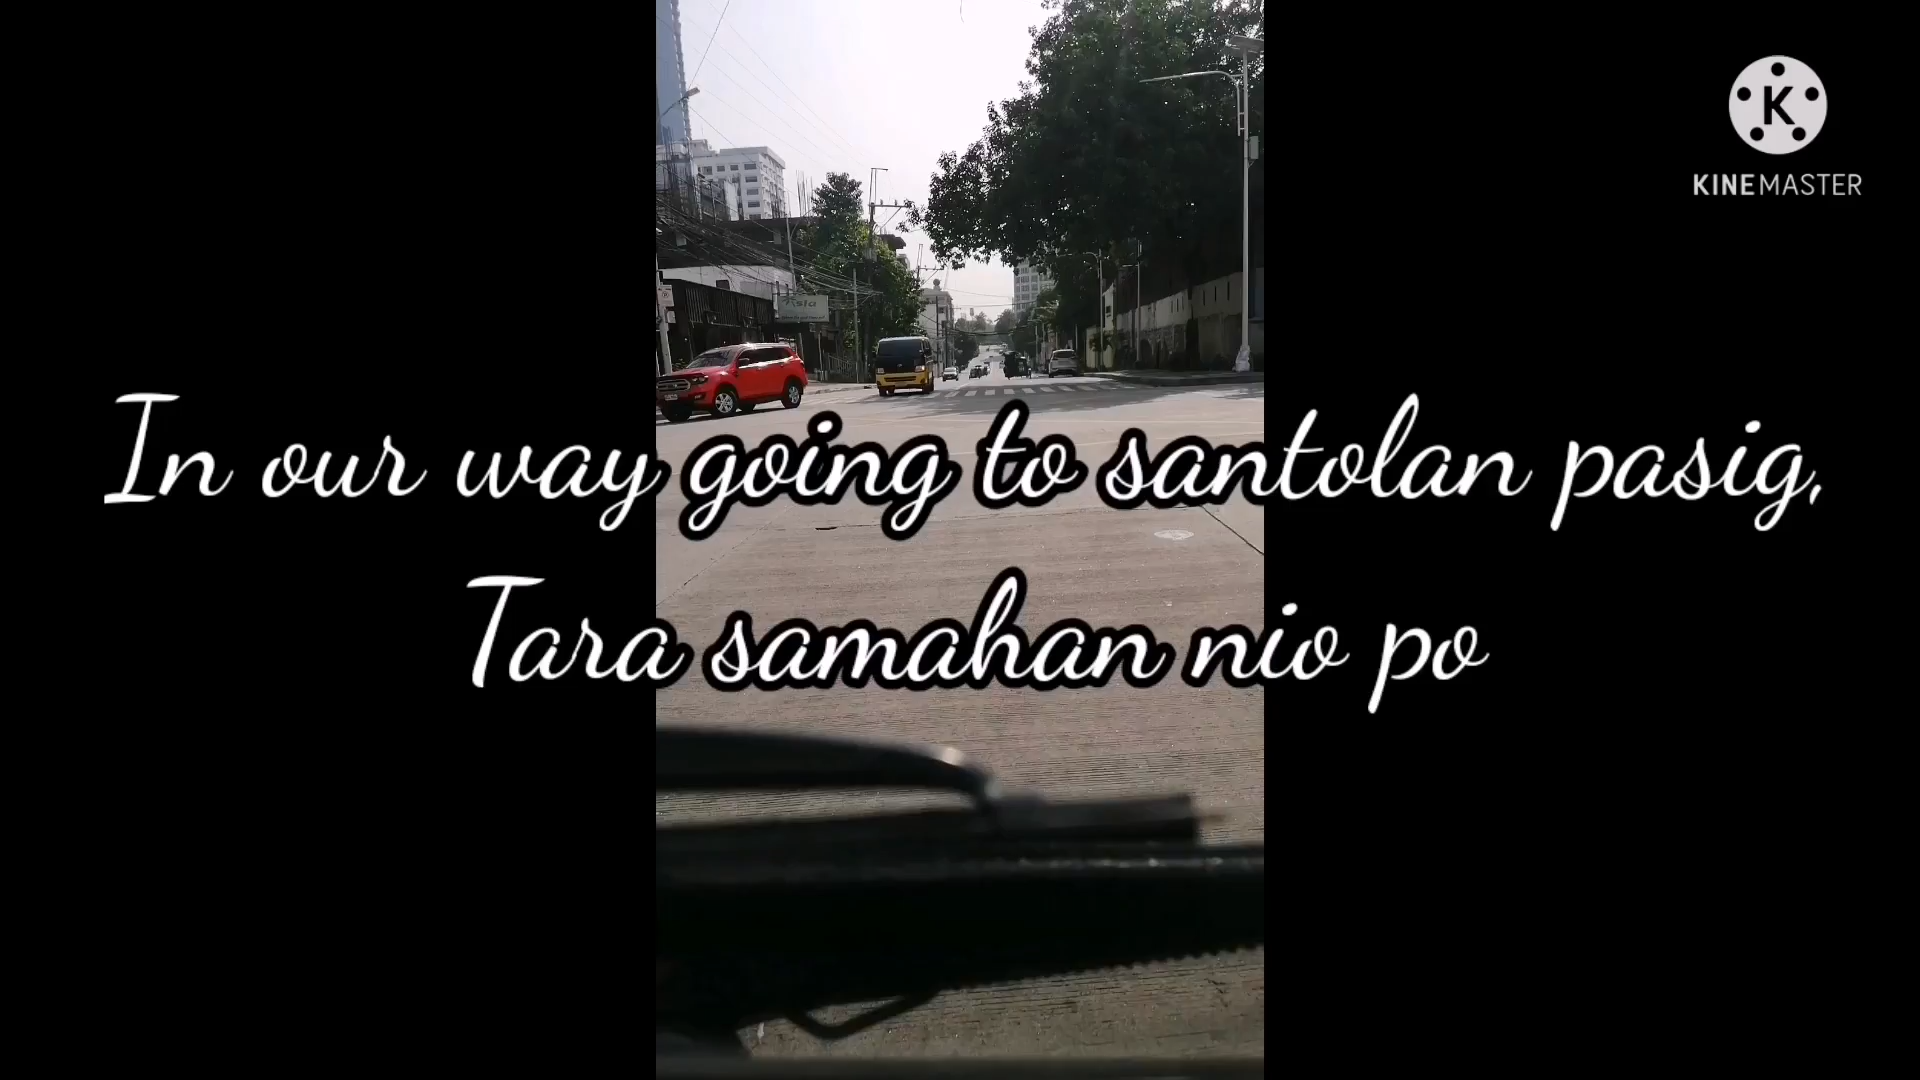 K
KINEMASTER
In our way going to santolan pasig,
Tara samahan nio po